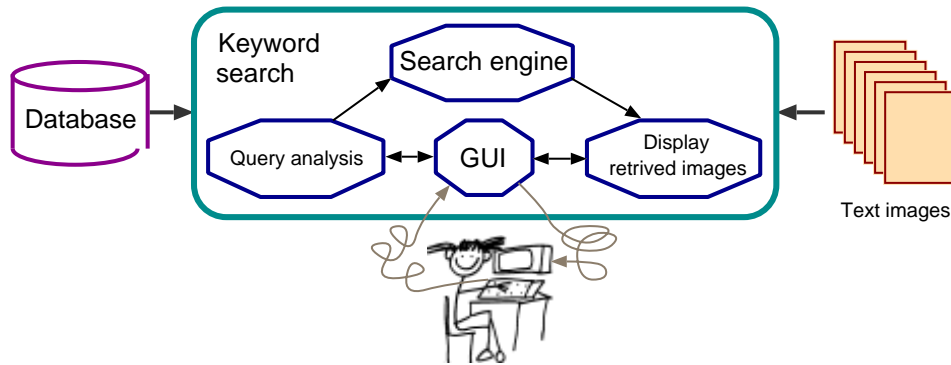 Keyword
search
Search engine
Database
Query analysis
GUI
Display
retrived images
Text images